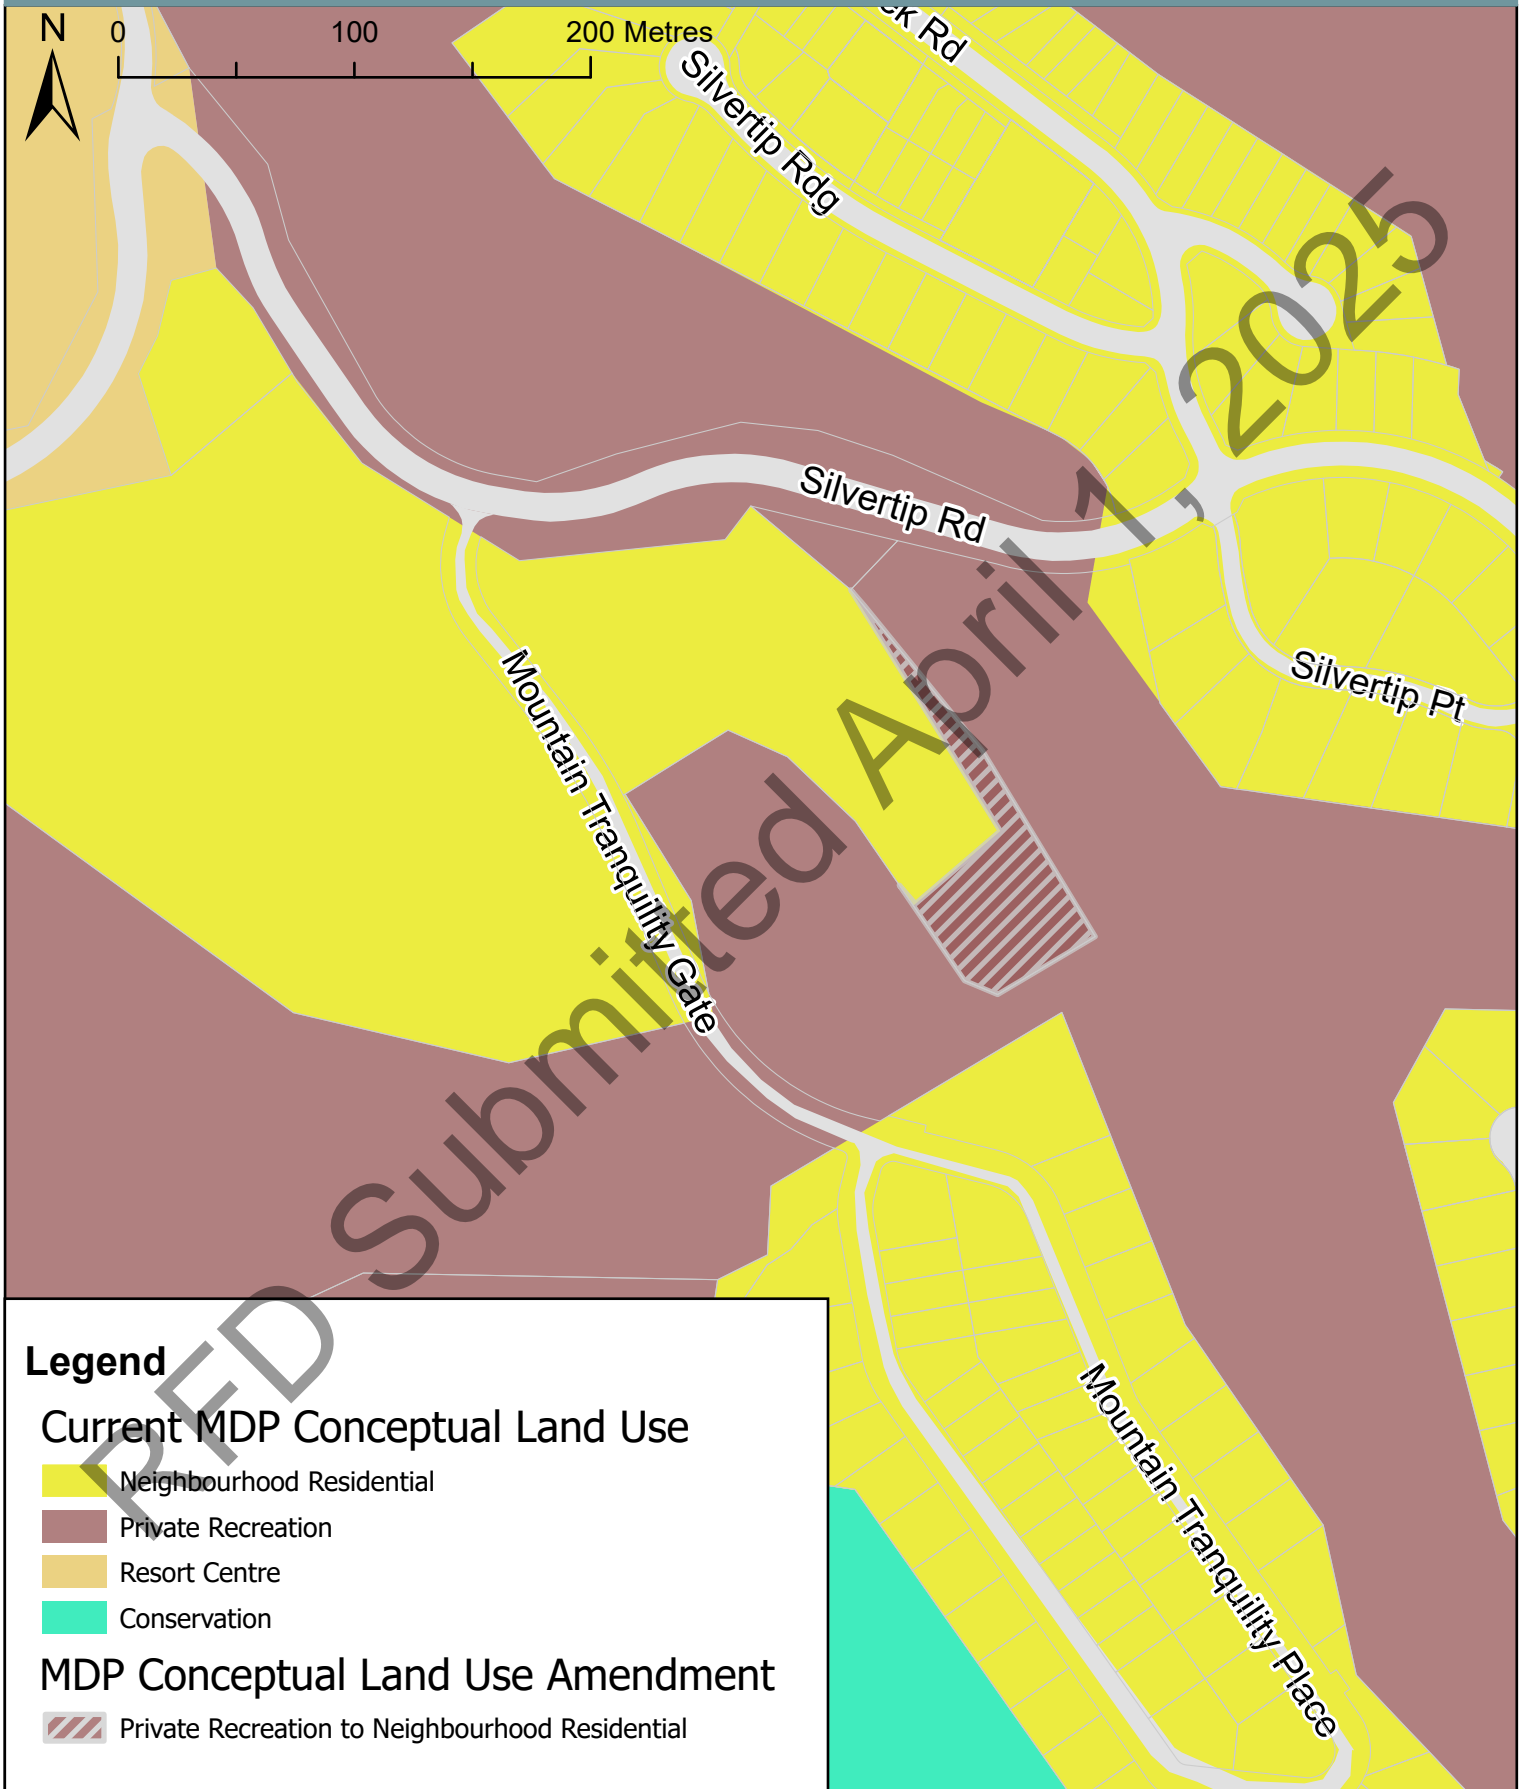 N
0 100 200 Metres
ck Rd
Silvertip Rdg
Silvertip Rd
Silvertip Pt
Mountain Tranquility Gate
Mountain Tranquility Place
RFD Submitted April 1, 2025
Legend
Current MDP Conceptual Land Use
Neighbourhood Residential
Private Recreation
Resort Centre
Conservation
MDP Conceptual Land Use Amendment
Private Recreation to Neighbourhood Residential